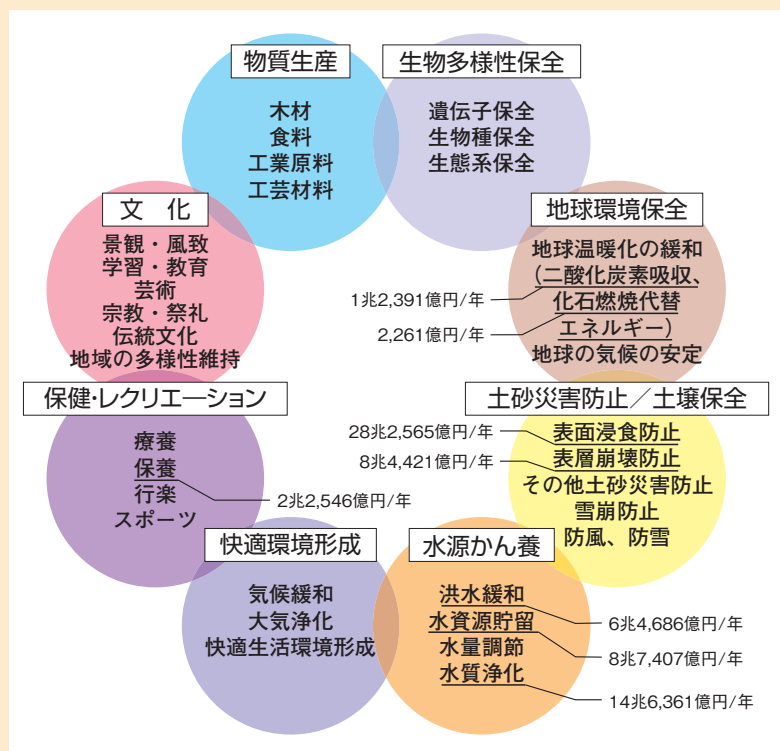 物質生産
木材
食料
工業原料
工芸材料
生物多様性保全
遺伝子保全
生物種保全
生態系保全
文　化
景観・風致
学習・教育
芸術
宗教・祭礼
伝統文化
地域の多様性維持
地球環境保全
地球温暖化の緩和
(二酸化炭素吸収、
化石燃焼代替
エネルギー)
地球の気候の安定
1兆2,391億円/年
2,261億円/年
保健・レクリエーション
療養
保養
行楽
スポーツ
2兆2,546億円/年
土砂災害防止／土壌保全
表面浸食防止
表層崩壊防止
その他土砂災害防止
雪崩防止
防風、防雪
28兆2,565億円/年
8兆4,421億円/年
快適環境形成
気候緩和
大気浄化
快適生活環境形成
水源かん養
洪水緩和
水資源貯留
水量調節
水質浄化
6兆4,686億円/年
8兆7,407億円/年
14兆6,361億円/年